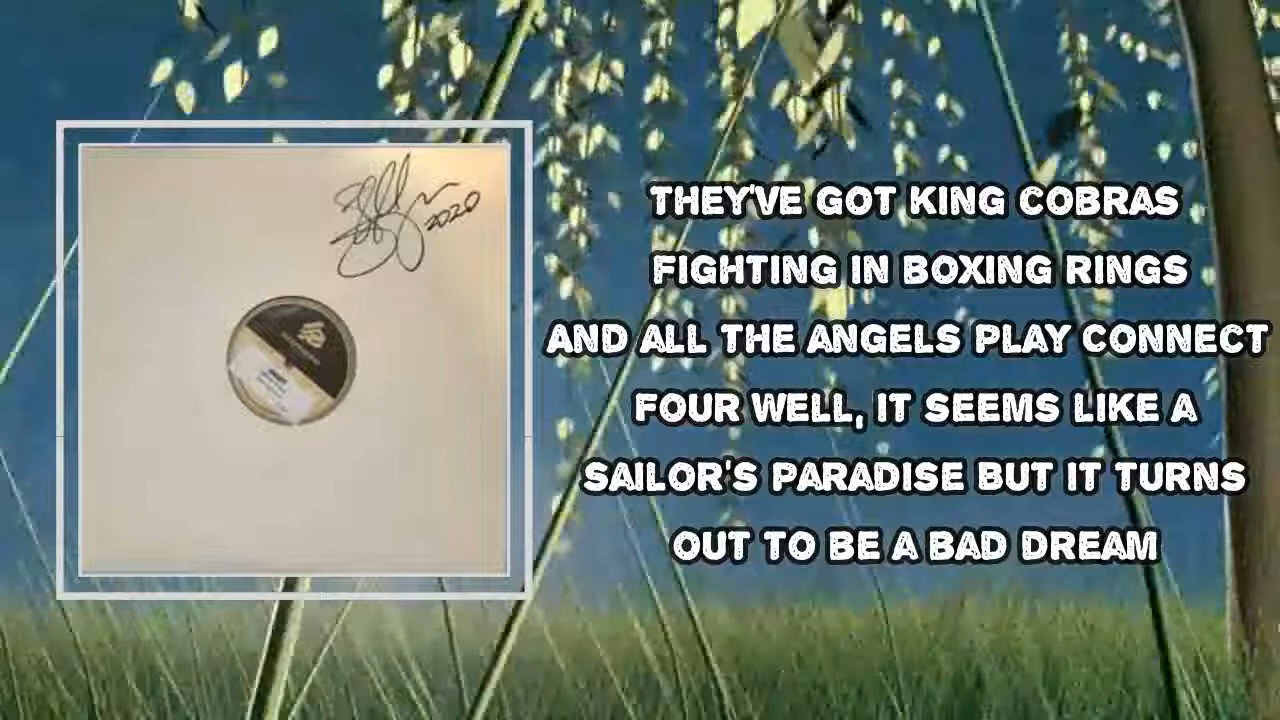 2020
THEY'VE GOT KING COBRAS
FIGHTING IN BOXING RINGS
AND ALL THE ANGELS PLAY CONNECT
FOUR WELL, IT SEEMS LIKE A
SAILOR'S PARADISE BUT IT TURNS
OUT TO BE A BAD DREAM